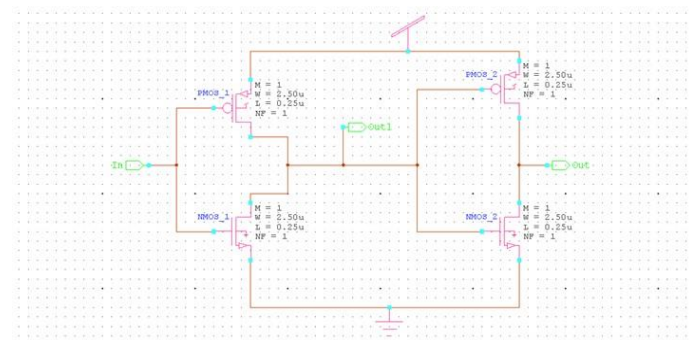 PMOS_1
M = 1
W = 2.50u
L = 0.25u
NF = 1
PMOS_2
M = 1
W = 2.50u
L = 0.25u
NF = 1
Out1
In
Out
NMOS_1
M = 1
W = 2.50u
L = 0.25u
NF = 1
NMOS_2
M = 1
W = 2.50u
L = 0.25u
NF = 1